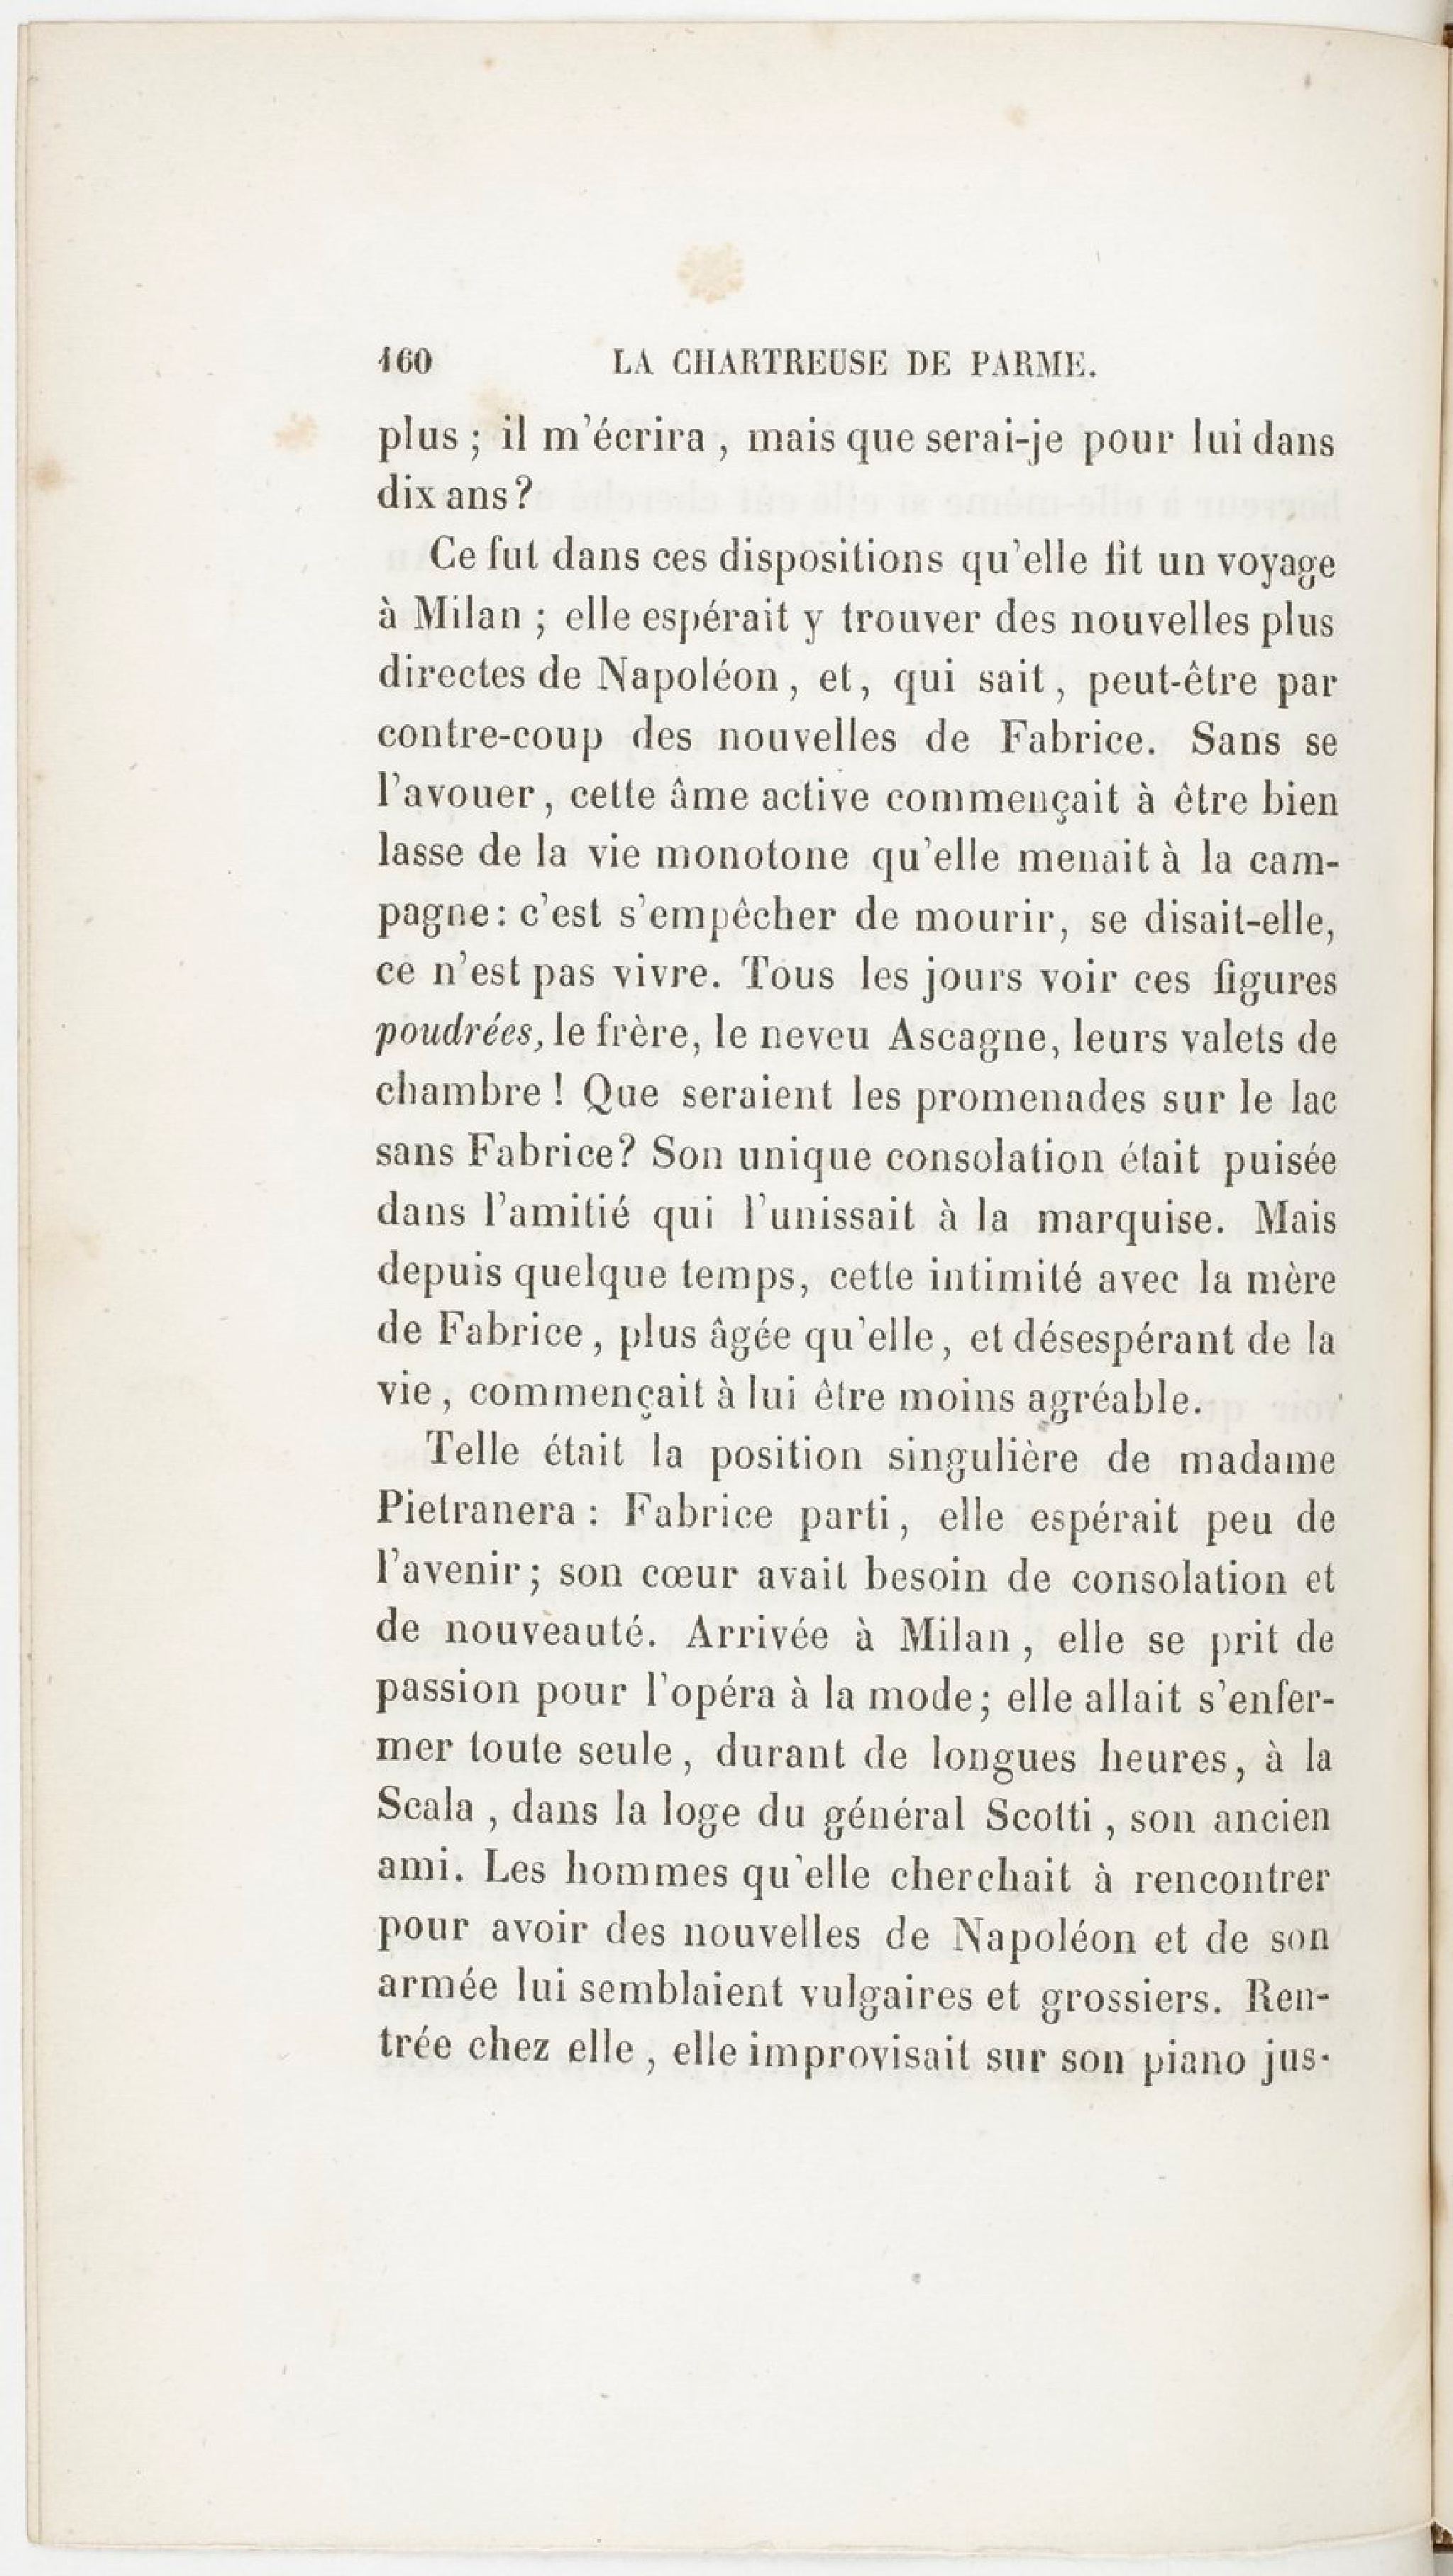 160 LA CHARTREUSE DE PARME.
plus ; il m'écrira , mais que serai-je pour lui dans
dix ans ?
Ce fut dans ces dispositions qu'elle fit un voyage
à Milan ; elle espérait y trouver des nouvelles plus
directes de Napoléon, et, qui sait, peut-être par
contre-coup des nouvelles de Fabrice. Sans se
l'avouer, cette âme active commençait à être bien
lasse de la vie monotone qu'elle menait à la cam-
pagne : c'est s'empêcher de mourir, se disait-elle,
ce n'est pas vivre. Tous les jours voir ces figures
poudrées, le frère, le neveu Ascagne, leurs valets de
chambre ! Que seraient les promenades sur le lac
sans Fabrice? Son unique consolation était puisée
dans l'amitié qui l'unissait à la marquise. Mais
depuis quelque temps, cette intimité avec la mère
de Fabrice, plus âgée qu'elle, et désespérant de la
vie, commençait à lui être moins agréable.
Telle était la position singulière de madame
Pietranera : Fabrice parti, elle espérait peu de
l'avenir; son cœur avait besoin de consolation et
de nouveauté. Arrivée à Milan, elle se prit de
passion pour l'opéra à la mode; elle allait s'enfer-
mer toute seule, durant de longues heures, à la
Scala , dans la loge du général Scotti , son ancien
ami. Les hommes qu'elle cherchait à rencontrer
pour avoir des nouvelles de Napoléon et de son
armée lui semblaient vulgaires et grossiers. Ren-
trée chez elle , elle improvisait sur son piano jus-